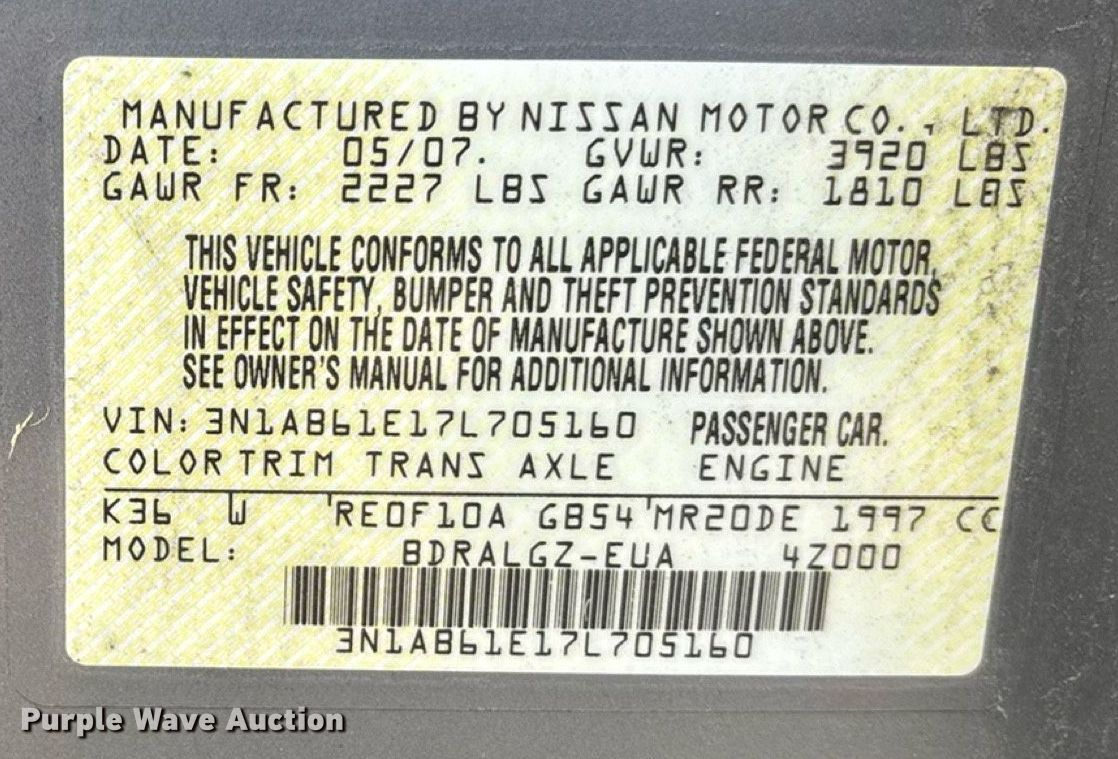 MANUFACTURED BY NISSAN MOTOR CO., LTD.
DATE: 05/07. GVWR: 3920 LBS
GAWR FR: 2227 LBS GAWR RR: 1810 LBS
THIS VEHICLE CONFORMS TO ALL APPLICABLE FEDERAL MOTOR
VEHICLE SAFETY, BUMPER AND THEFT PREVENTION STANDARDS
IN EFFECT ON THE DATE OF MANUFACTURE SHOWN ABOVE.
SEE OWNER'S MANUAL FOR ADDITIONAL INFORMATION.
VIN: 3N1AB61E17L705160 PASSENGER CAR.
COLOR TRIM TRANS AXLE ENGINE
K36 W RE0F10A GB54 MR20DE 1997 CC
MODEL: BDRALGZ-EUA 4Z000
3N1AB61E17L705160
Purple Wave Auction